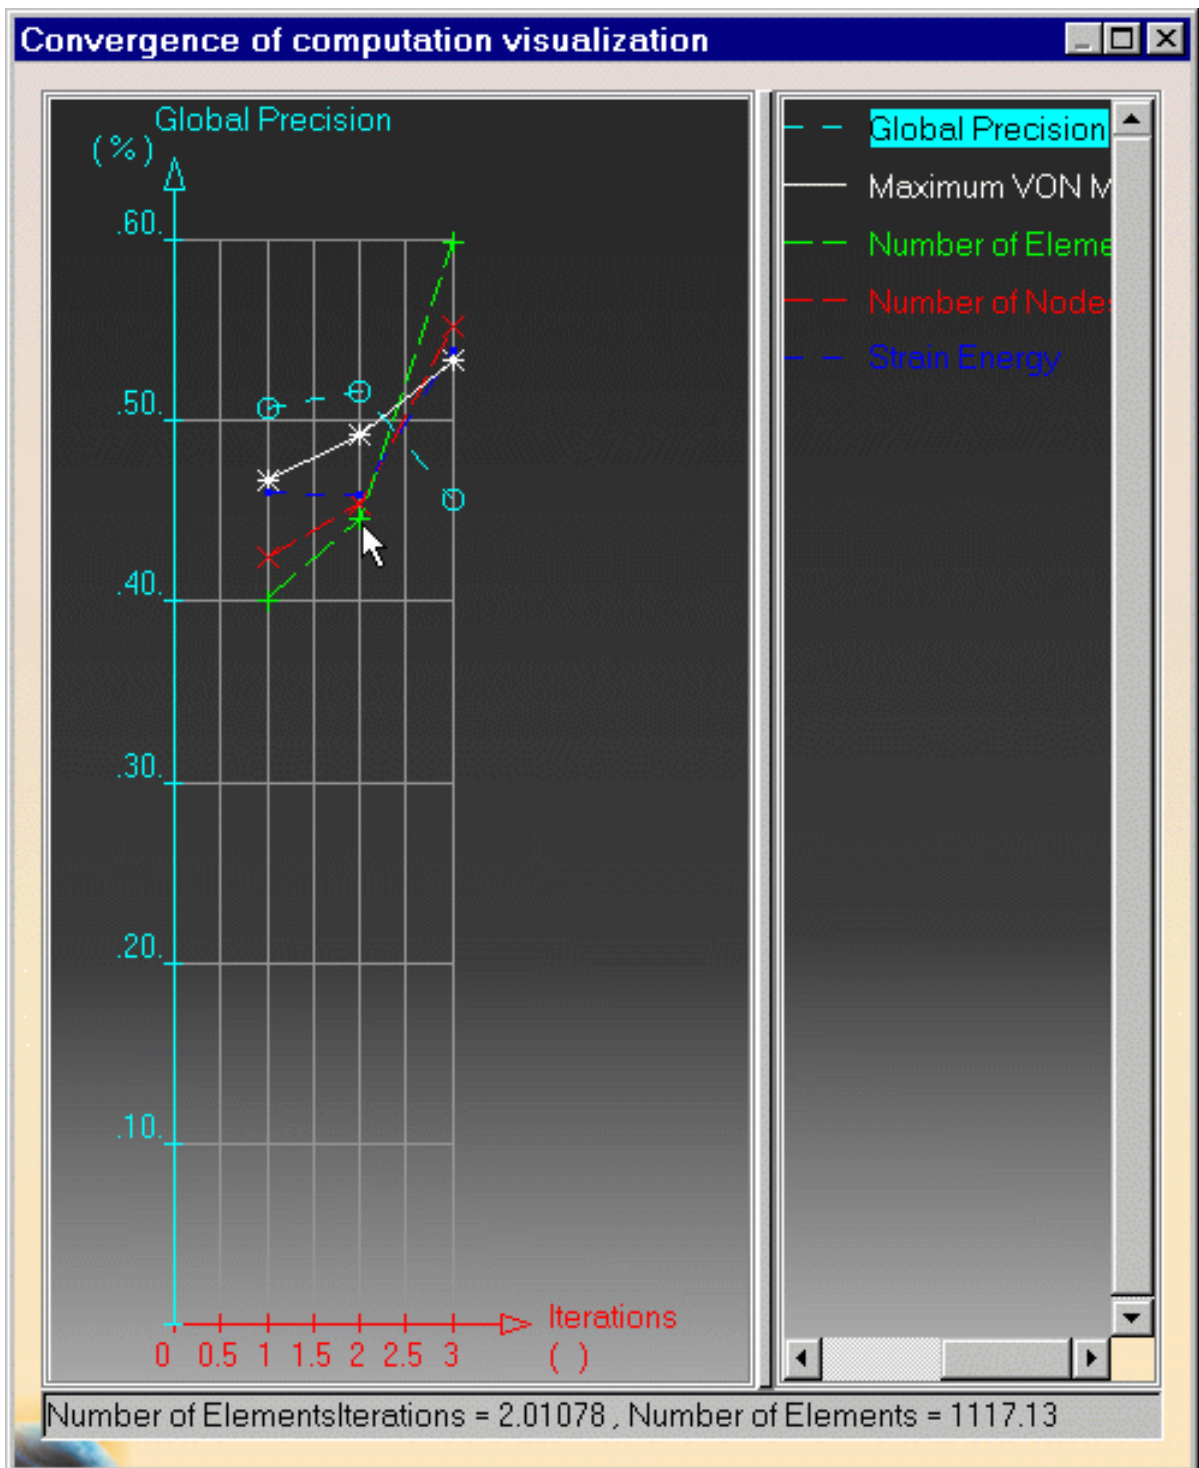 Convergence of computation visualization
Global Precision
(%)
.60.
.50.
.40.
.30.
.20.
.10.
0 0.5 1 1.5 2 2.5 3
Iterations
( )
Global Precision
Maximum VON M
Number of Eleme
Number of Nodes
Strain Energy
Number of ElementsIterations = 2.01078 , Number of Elements = 1117.13